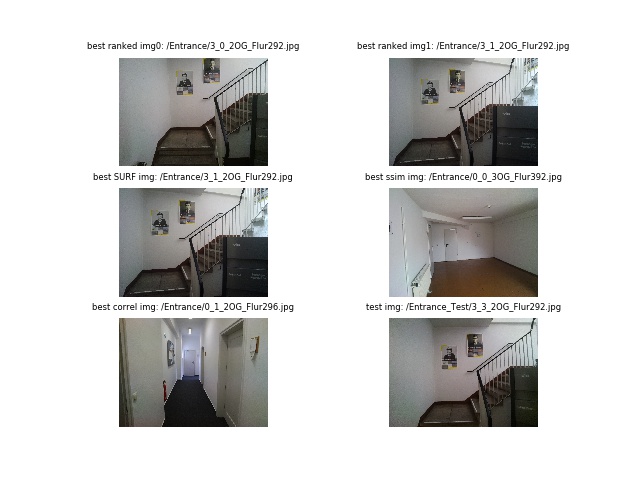 best ranked img0: /Entrance/3_0_2OG_Flur292.jpg
best ranked img1: /Entrance/3_1_2OG_Flur292.jpg
best SURF img: /Entrance/3_1_2OG_Flur292.jpg
best ssim img: /Entrance/0_0_3OG_Flur392.jpg
best correl img: /Entrance/0_1_2OG_Flur296.jpg
test img: /Entrance_Test/3_3_2OG_Flur292.jpg